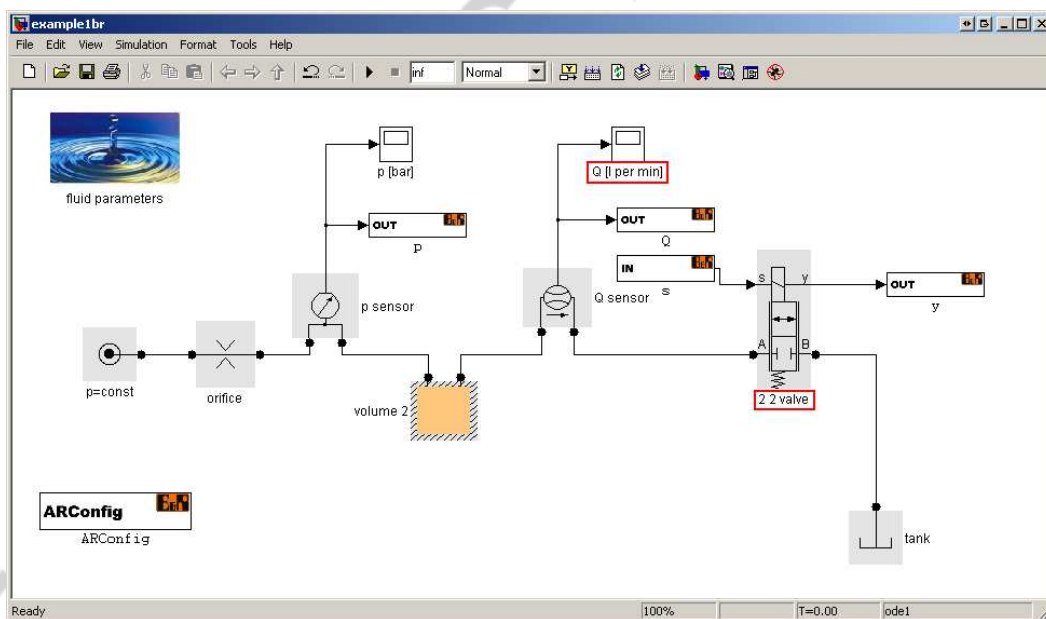 example1br
File Edit View Simulation Format Tools Help
inf Normal
fluid parameters
p [bar]
Q [l per min]
OUT
p
OUT
Q
IN
s
p sensor
Q sensor
s y
OUT
y
A B
p=const
orifice
volume 2
2 2 valve
ARConfig
ARConfig
tank
Ready 100% T=0.00 ode1